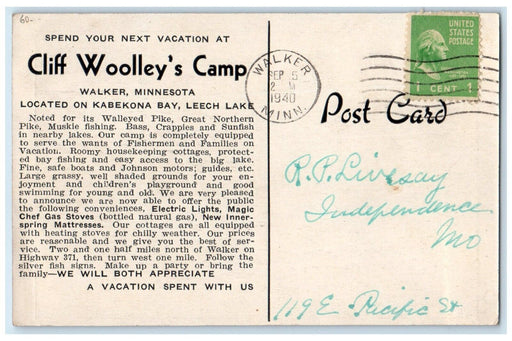 60-
SPEND YOUR NEXT VACATION AT
Cliff Woolley's Camp
WALKER, MINNESOTA
LOCATED ON KABEKONA BAY, LEECH LAKE
Noted for its Walleyed Pike, Great Northern
Pike, Muskie fishing. Bass, Crappies and Sunfish
in nearby lakes. Our camp is completely equipped
to serve the wants of Fishermen and Families on
Vacation. Roomy housekeeping cottages, protect-
ed bay fishing and easy access to the big lake.
Fine, safe boats and Johnson motors; guides, etc.
Large grassy, well shaded grounds for your en-
joyment and children's playground and good
swimming for young and old. We are very pleased
to announce we are now able to offer the public
the following conveniences, Electric Lights, Magic
Chef Gas Stoves (bottled natural gas), New Inner-
spring Mattresses. Our cottages are all equipped
with heating stoves for chilly weather. Our prices
are reasonable and we give you the best of ser-
vice. Two and one half miles north of Walker on
Highway 371, then turn west one mile. Follow the
silver fish signs. Make up a party or bring the
family—WE WILL BOTH APPRECIATE
A VACATION SPENT WITH US
WALKER
SEP 5
2 M
1940
MINN.
UNITED
STATES
POSTAGE
1 CENT 1
Post Card
R. P. Livesay
Independence
Mo
119 E. Pacific St